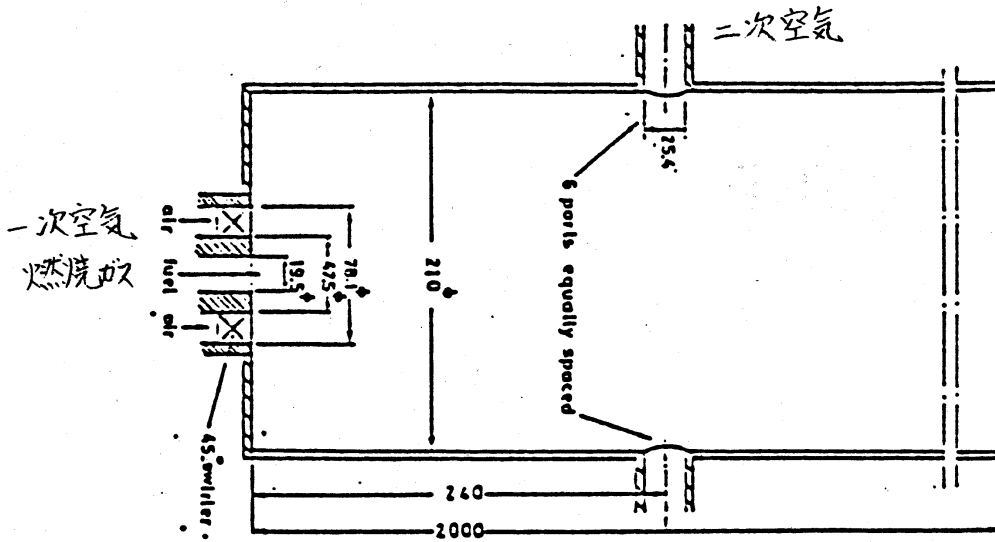 二次空気
25.4
6 ports equally spaced
一次空気
燃焼ガス
air
fuel
air
19.5 ϕ
47.5 ϕ
78.1 ϕ
210 ϕ
45° swirler
240
2000